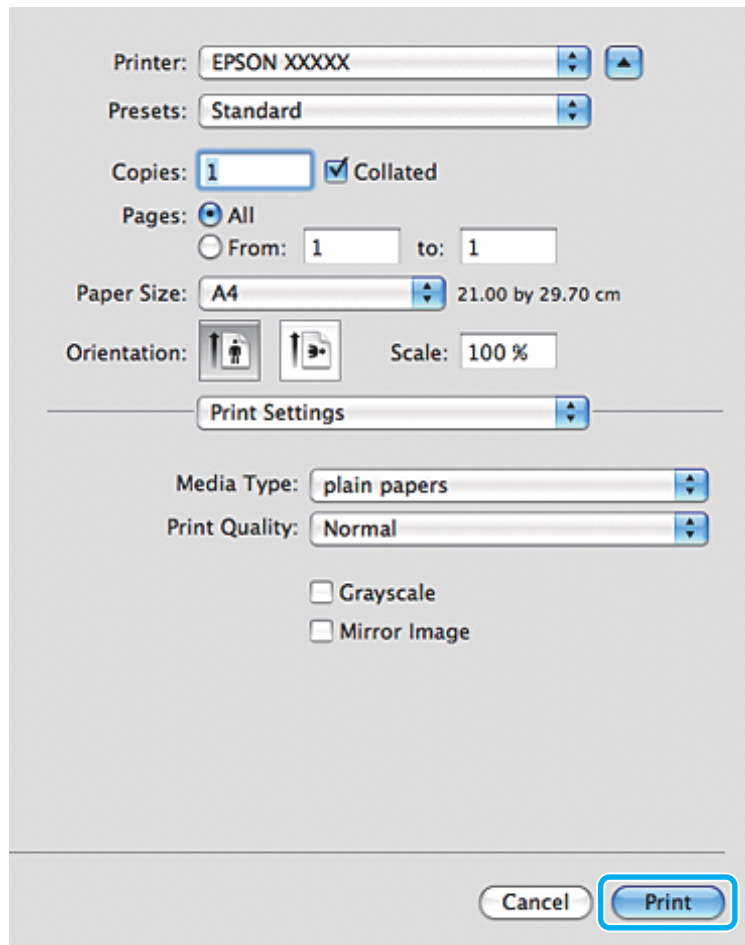 Printer: EPSON XXXXX
Presets: Standard
Copies: 1 Collated
Pages: All
From: 1 to: 1
Paper Size: A4 21.00 by 29.70 cm
Orientation: Scale: 100 %
Print Settings
Media Type: plain papers
Print Quality: Normal
Grayscale
Mirror Image
Cancel Print